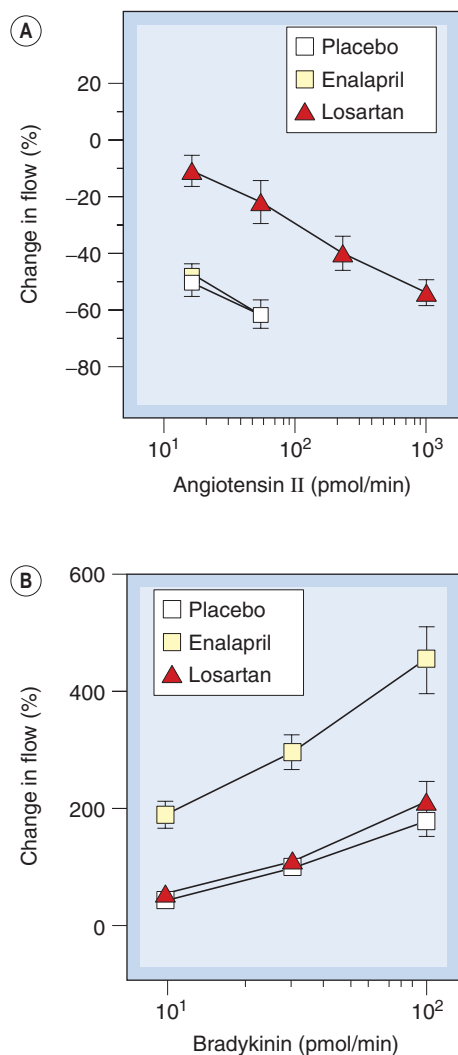 A
Placebo
Enalapril
Losartan
20
0
–20
–40
–60
–80
Change in flow (%)
10¹
10²
10³
Angiotensin II (pmol/min)
B
600
Placebo
Enalapril
Losartan
400
200
0
Change in flow (%)
10¹
10²
Bradykinin (pmol/min)